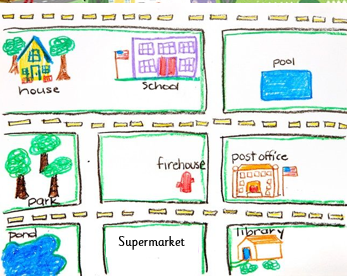 pool
house
School
firehouse
post office
park
pond
Supermarket
library